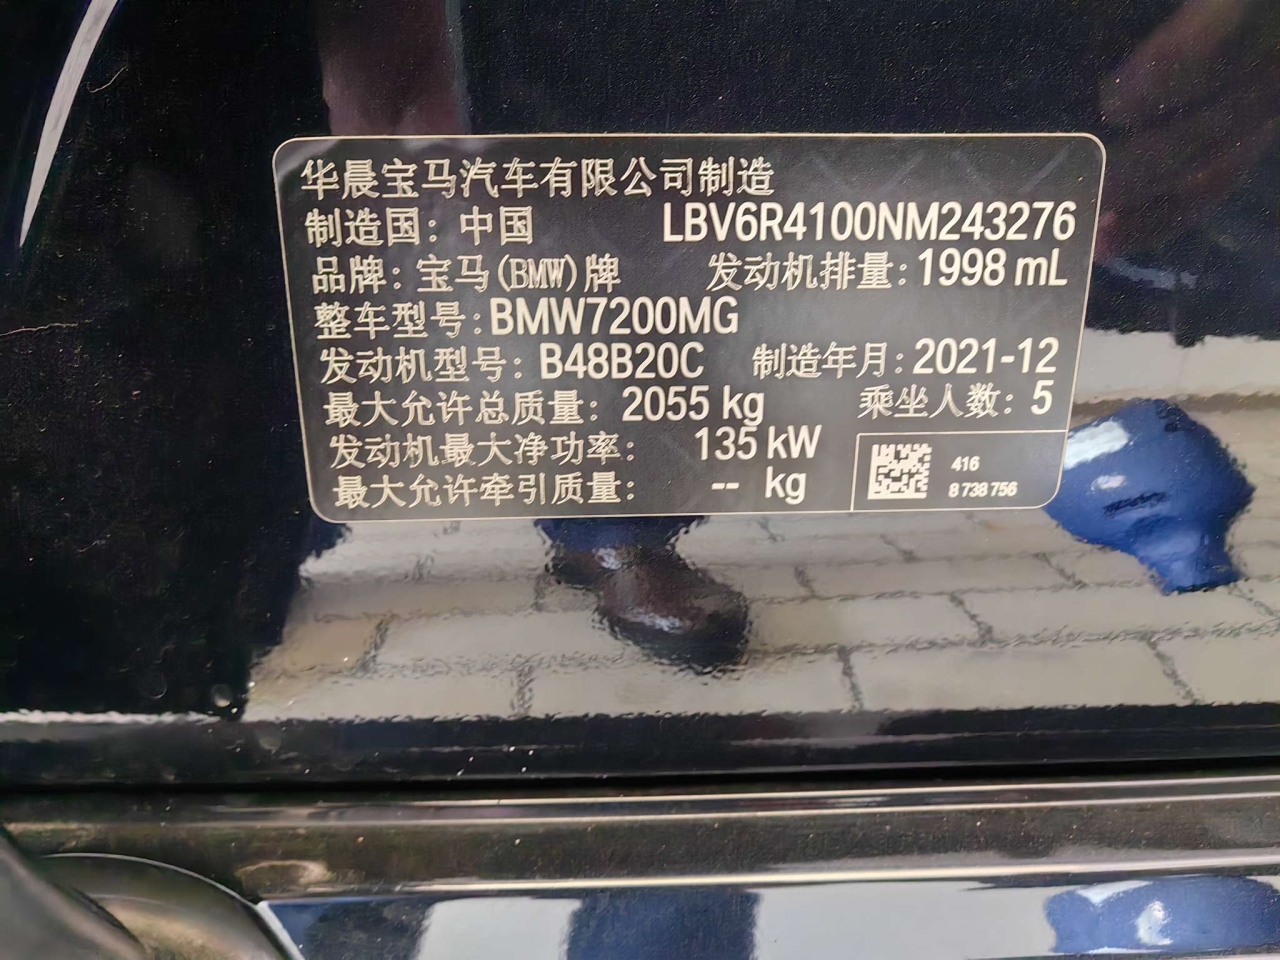 华晨宝马汽车有限公司制造
制造国：中国 LBV6R4100NM243276
品牌：宝马(BMW)牌 发动机排量：1998 mL
整车型号：BMW7200MG
发动机型号：B48B20C 制造年月：2021-12
最大允许总质量：2055 kg 乘坐人数：5
发动机最大净功率：135 kW
最大允许牵引质量：-- kg
416
8 738 756